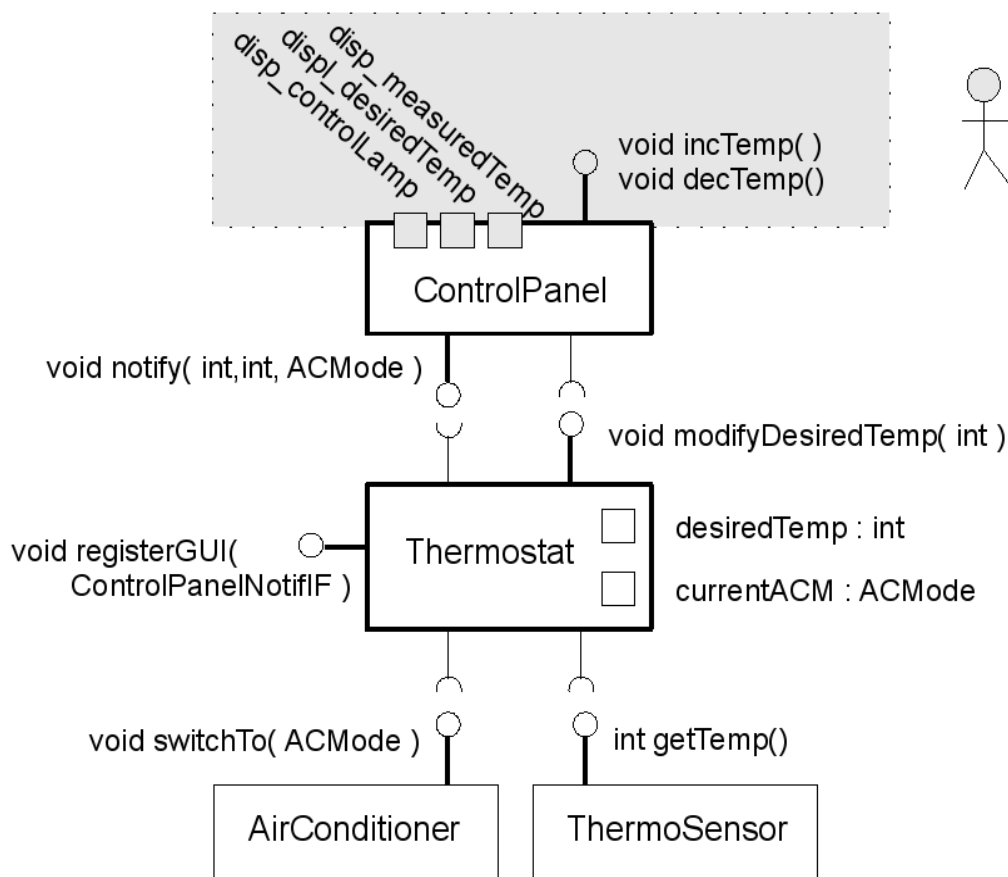 disp_measuredTemp
displ_desiredTemp
disp_controlLamp
void incTemp( )
void decTemp()
ControlPanel
void notify( int,int, ACMode )
void modifyDesiredTemp( int )
void registerGUI(
ControlPanelNotifIF )
Thermostat
desiredTemp : int
currentACM : ACMode
void switchTo( ACMode )
int getTemp()
AirConditioner
ThermoSensor